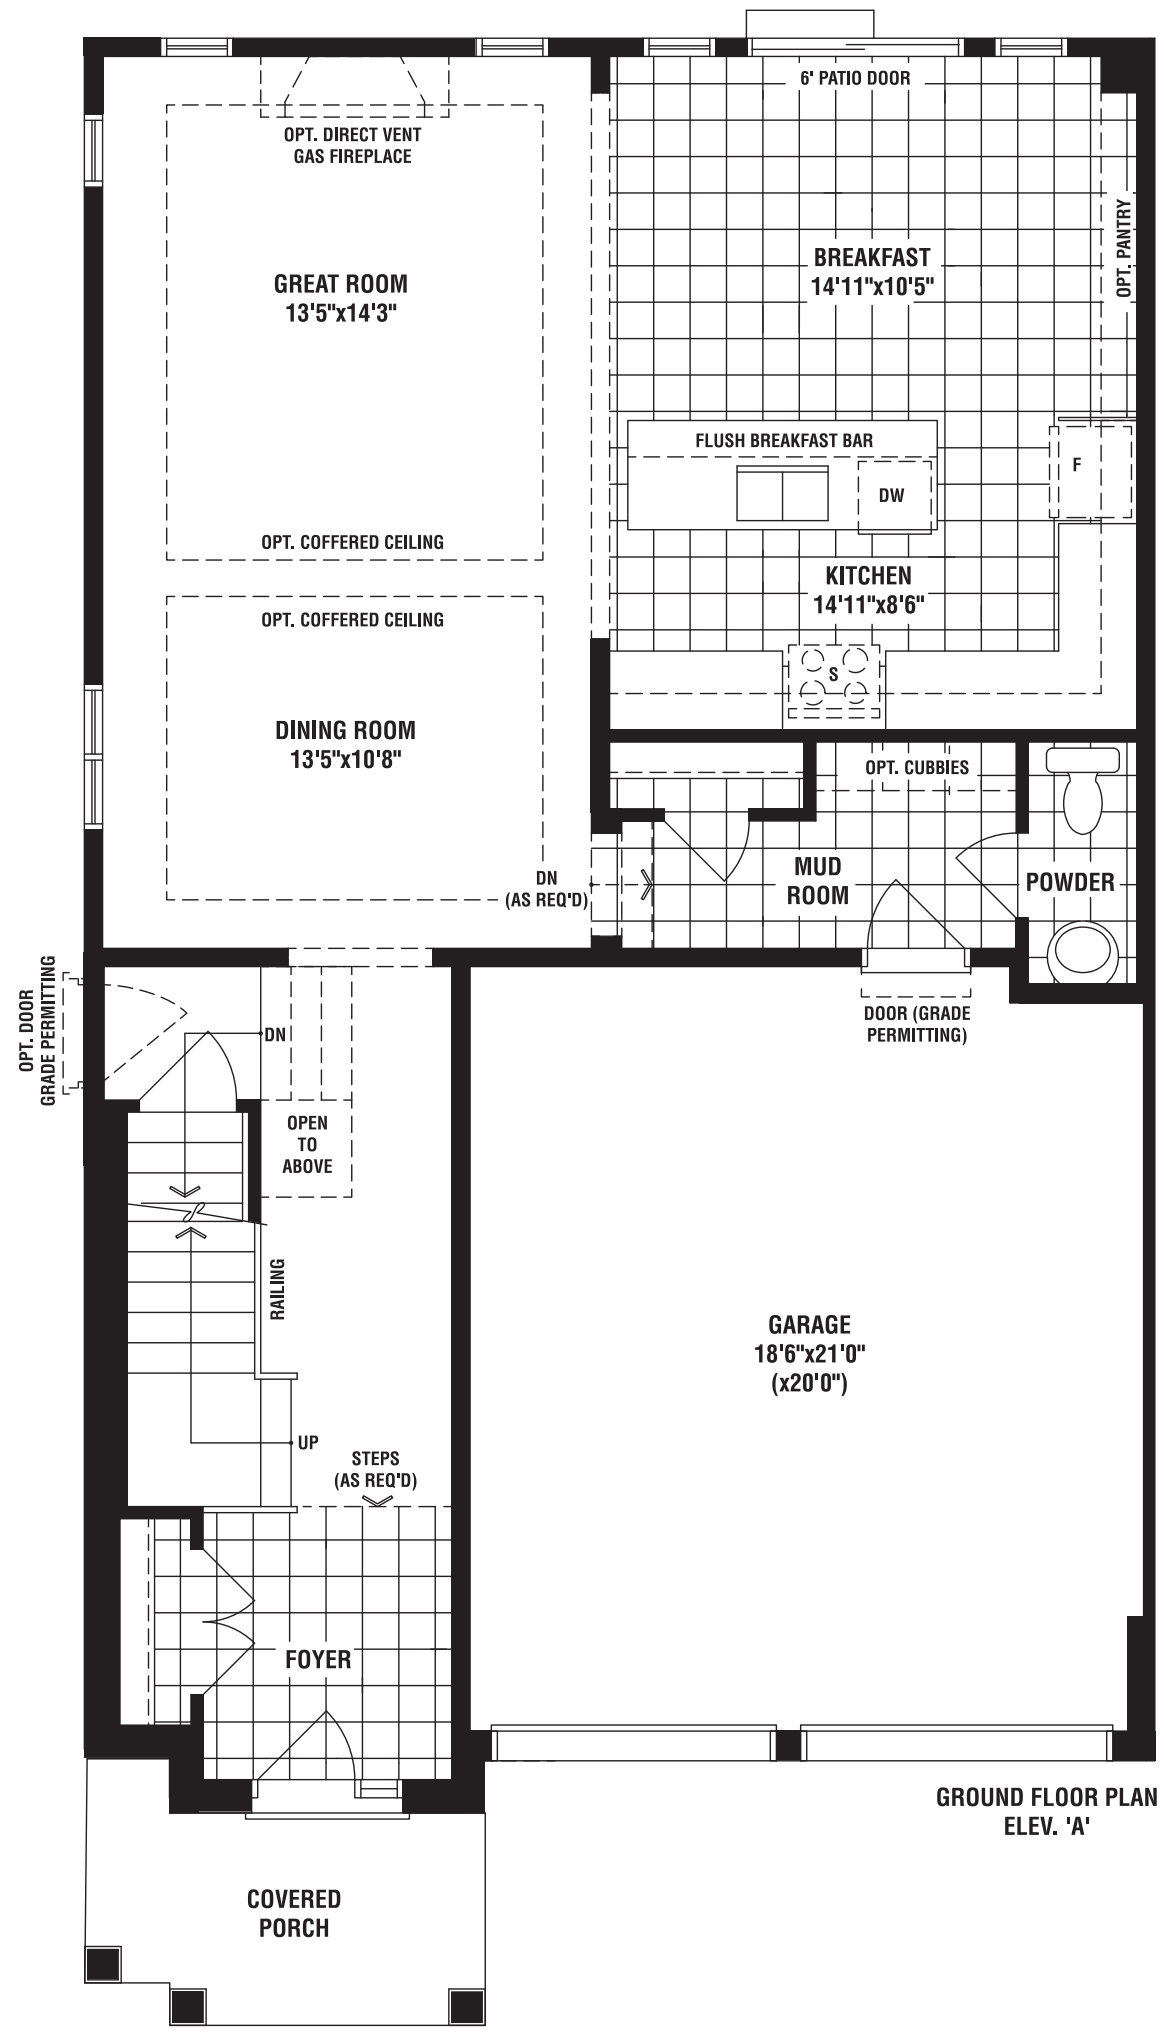 6' PATIO DOOR
OPT. DIRECT VENT
GAS FIREPLACE
OPT. PANTRY
BREAKFAST
14'11"x10'5"
GREAT ROOM
13'5"x14'3"
FLUSH BREAKFAST BAR
F
DW
OPT. COFFERED CEILING
KITCHEN
14'11"x8'6"
OPT. COFFERED CEILING
S
DINING ROOM
13'5"x10'8"
OPT. CUBBIES
MUD
ROOM
DN
(AS REQ'D)
POWDER
OPT. DOOR
GRADE PERMITTING
DOOR (GRADE
PERMITTING)
DN
OPEN
TO
ABOVE
RAILING
GARAGE
18'6"x21'0"
(x20'0")
UP
STEPS
(AS REQ'D)
FOYER
GROUND FLOOR PLAN
ELEV. 'A'
COVERED
PORCH